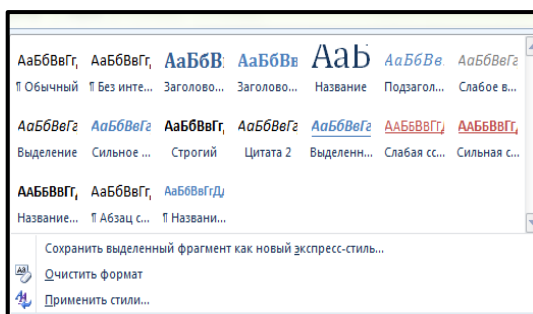 АаБбВвГг, АаБбВвГг, АаБбВ: АаБбВв АаБ АаБбВв. АаБбВвГг
¶ Обычный ¶ Без инте... Заголово... Заголово... Название Подзагол... Слабое в...
АаБбВвГг АаБбВвГг АаБбВвГг, АаБбВвГг АаБбВвГг ААББВВГГ, ААББВВГГ,
Выделение Сильное ... Строгий Цитата 2 Выделенн... Слабая сс... Сильная с...
ААББВВГГ, АаБбВвГг, АаБбВвГгД
Название... ¶ Абзац с... ¶ Названи...
Сохранить выделенный фрагмент как новый экспресс-стиль...
Очистить формат
Применить стили...